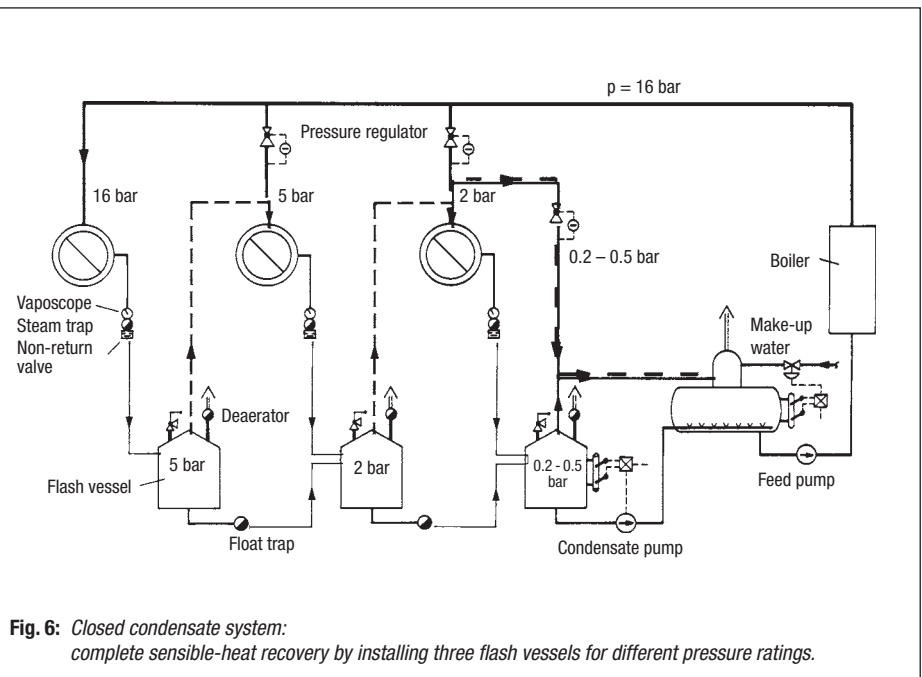 p = 16 bar
Pressure regulator
16 bar
5 bar
2 bar
0.2 – 0.5 bar
Boiler
Vaposcope
Steam trap
Non-return
valve
Make-up
water
Deaerator
5 bar
2 bar
0.2 - 0.5
bar
Flash vessel
Feed pump
Float trap
Condensate pump
Fig. 6: Closed condensate system:
complete sensible-heat recovery by installing three flash vessels for different pressure ratings.